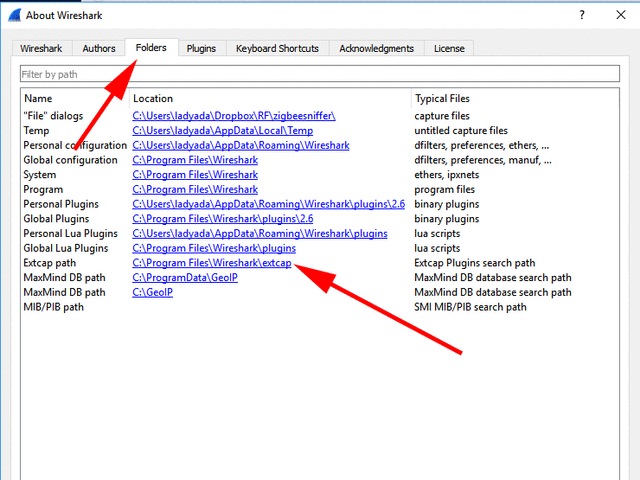 About Wireshark
Wireshark Authors Folders Plugins Keyboard Shortcuts Acknowledgments License
Filter by path
Name Location Typical Files
"File" dialogs C:\Users\ladyada\Dropbox\RF\zigbeesniffer\ capture files
Temp C:\Users\ladyada\AppData\Local\Temp untitled capture files
Personal configuration C:\Users\ladyada\AppData\Roaming\Wireshark dfilters, preferences, ethers, ...
Global configuration C:\Program Files\Wireshark dfilters, preferences, manuf, ...
System C:\Program Files\Wireshark ethers, ipxnets
Program C:\Program Files\Wireshark program files
Personal Plugins C:\Users\ladyada\AppData\Roaming\Wireshark\plugins\2.6 binary plugins
Global Plugins C:\Program Files\Wireshark\plugins\2.6 binary plugins
Personal Lua Plugins C:\Users\ladyada\AppData\Roaming\Wireshark\plugins lua scripts
Global Lua Plugins C:\Program Files\Wireshark\plugins lua scripts
Extcap path C:\Program Files\Wireshark\extcap Extcap Plugins search path
MaxMind DB path C:\ProgramData\GeoIP MaxMind DB database search path
MaxMind DB path C:\GeoIP MaxMind DB database search path
MIB/PIB path SMI MIB/PIB search path